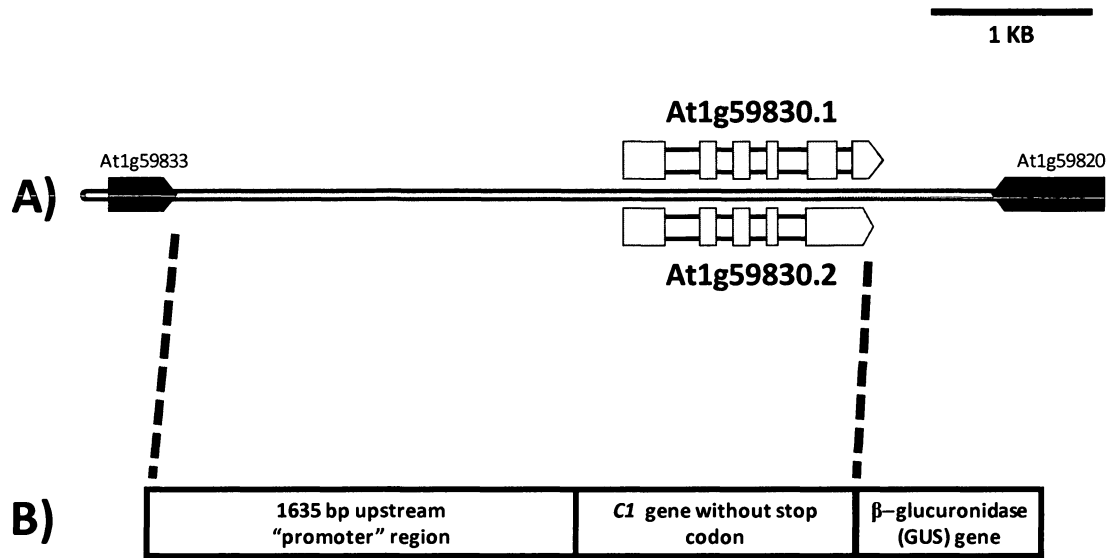 1 KB
At1g59830.1
At1g59833
At1g59820
A)
At1g59830.2
B)
1635 bp upstream
"promoter" region
C1 gene without stop
codon
β–glucuronidase
(GUS) gene